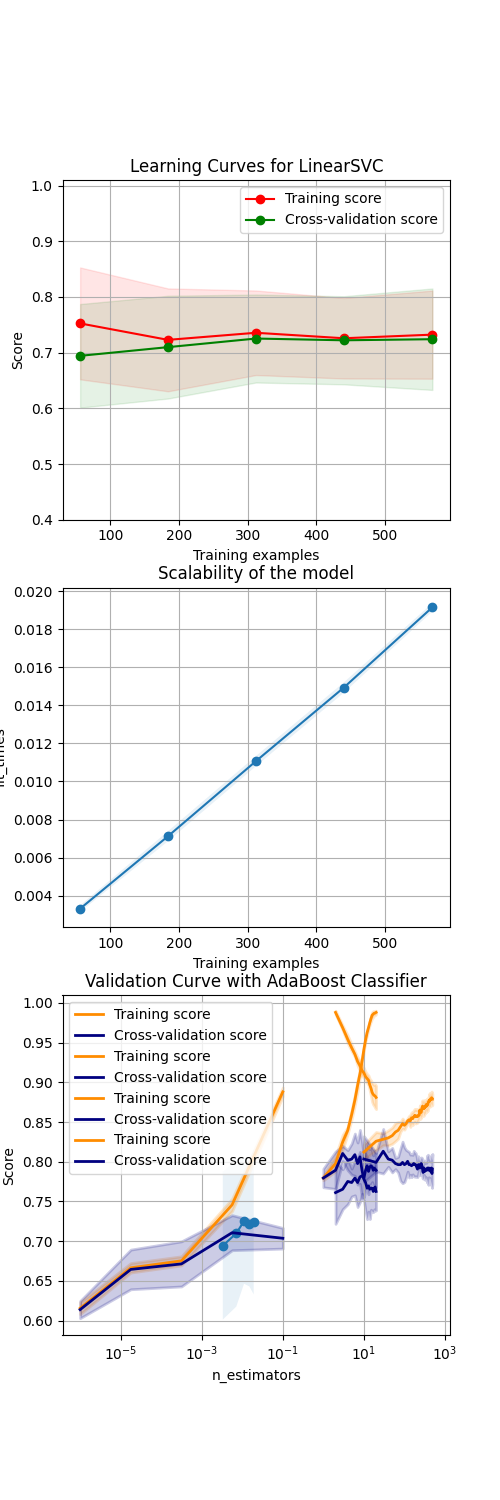 Learning Curves for LinearSVC
1.0
0.9
0.8
0.7
0.6
0.5
0.4
Score
Training score
Cross-validation score
100 200 300 400 500
Training examples
Scalability of the model
0.020
0.018
0.016
0.014
0.012
0.010
0.008
0.006
0.004
100 200 300 400 500
Training examples
Validation Curve with AdaBoost Classifier
1.00
0.95
0.90
0.85
0.80
0.75
0.70
0.65
0.60
Score
Training score
Cross-validation score
Training score
Cross-validation score
Training score
Cross-validation score
Training score
Cross-validation score
10⁻⁵ 10⁻³ 10⁻¹ 10¹ 10³
n_estimators